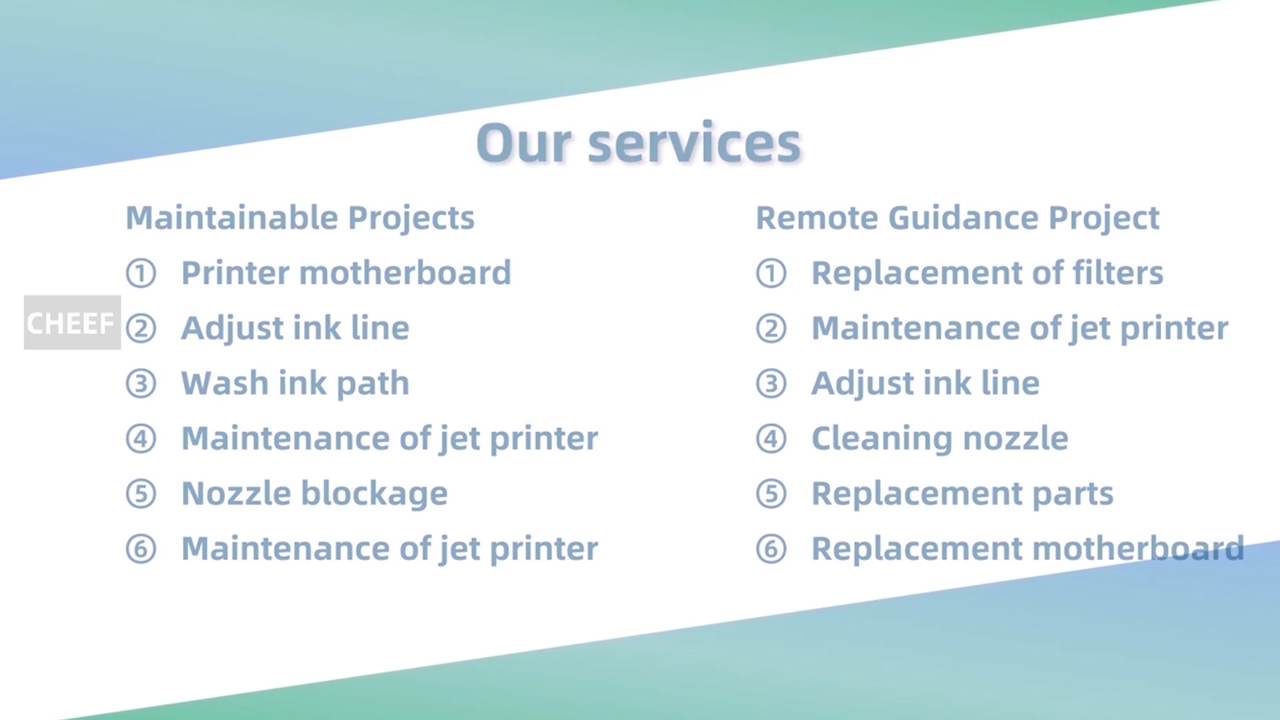 Our services
Maintainable Projects
① Printer motherboard
② Adjust ink line
③ Wash ink path
④ Maintenance of jet printer
⑤ Nozzle blockage
⑥ Maintenance of jet printer
Remote Guidance Project
① Replacement of filters
② Maintenance of jet printer
③ Adjust ink line
④ Cleaning nozzle
⑤ Replacement parts
⑥ Replacement motherboard
CHEEF